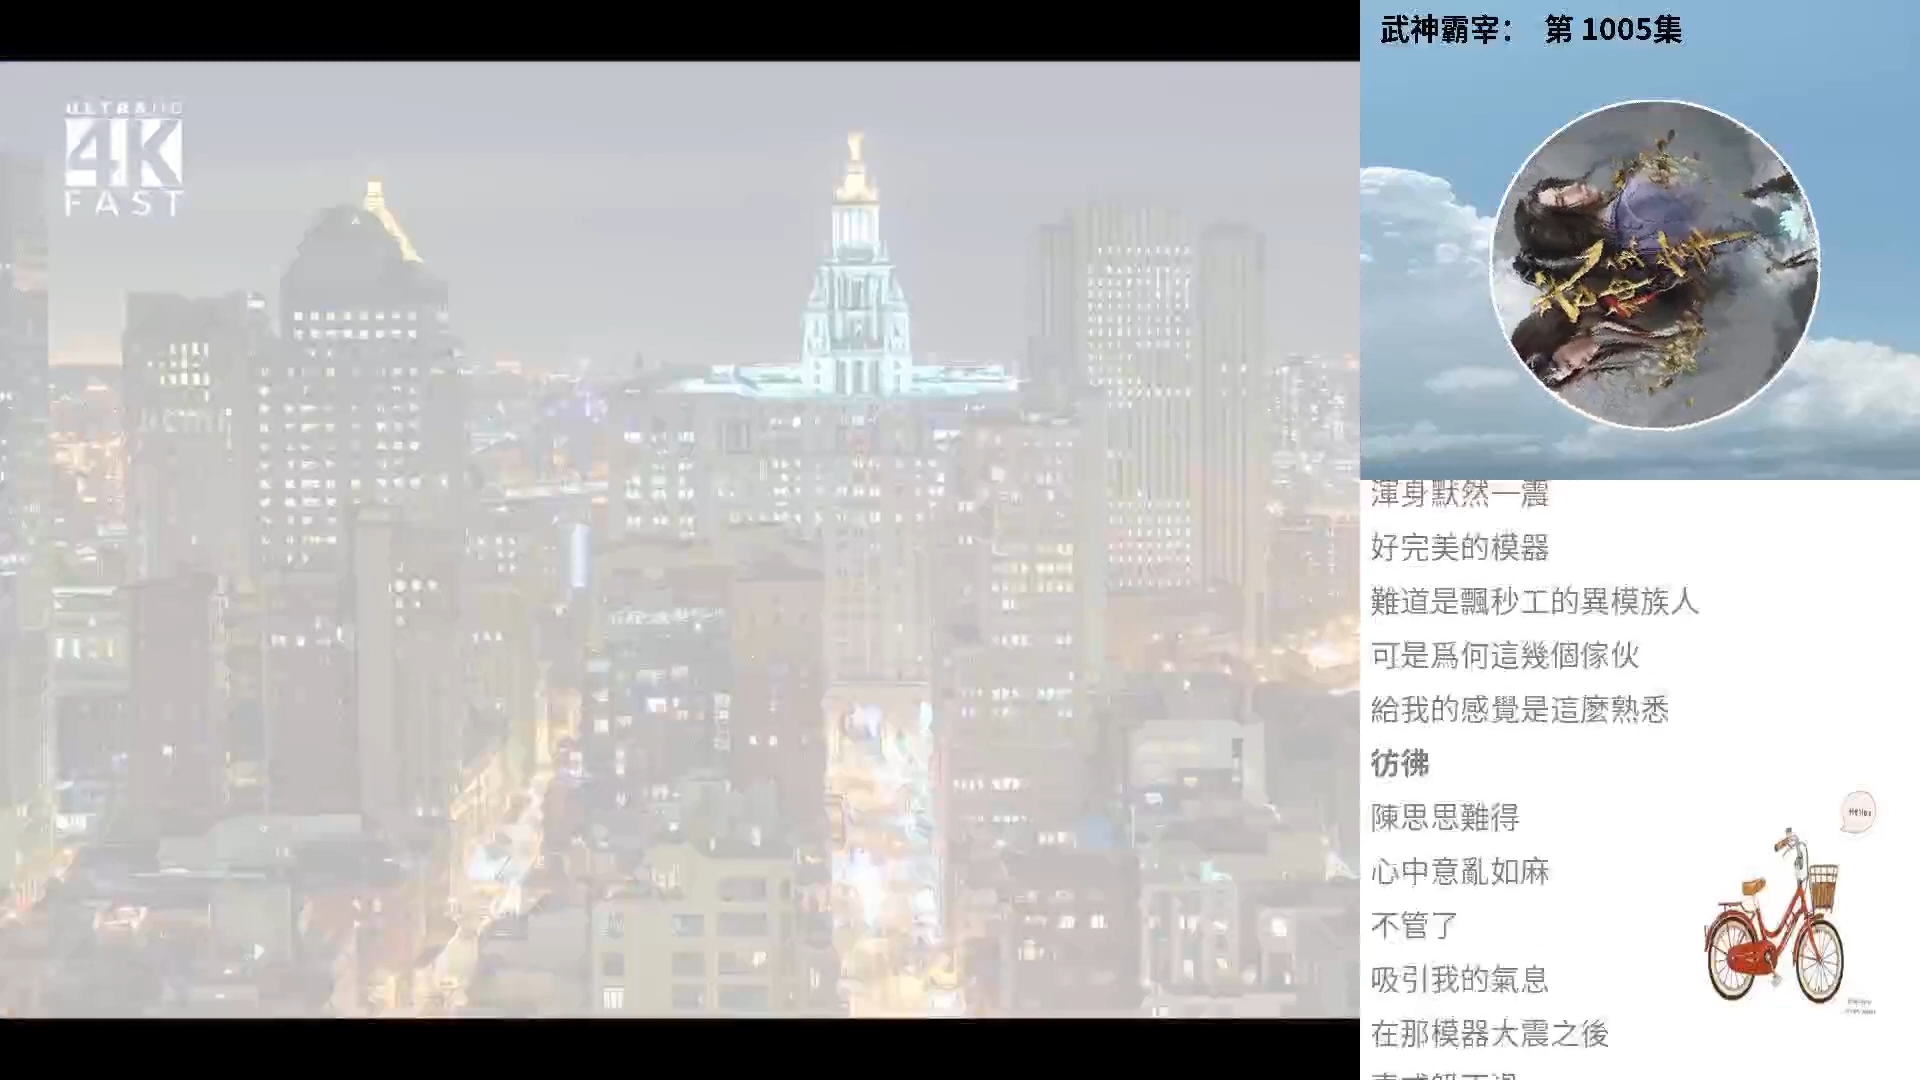 ULTRA HD
4K
FAST
武神霸宰： 第 1005集
渾身默然一震
好完美的模器
難道是飄秒工的異模族人
可是爲何這幾個傢伙
給我的感覺是這麼熟悉
彷彿
陳思思難得
心中意亂如麻
不管了
吸引我的氣息
在那模器大震之後
Hello